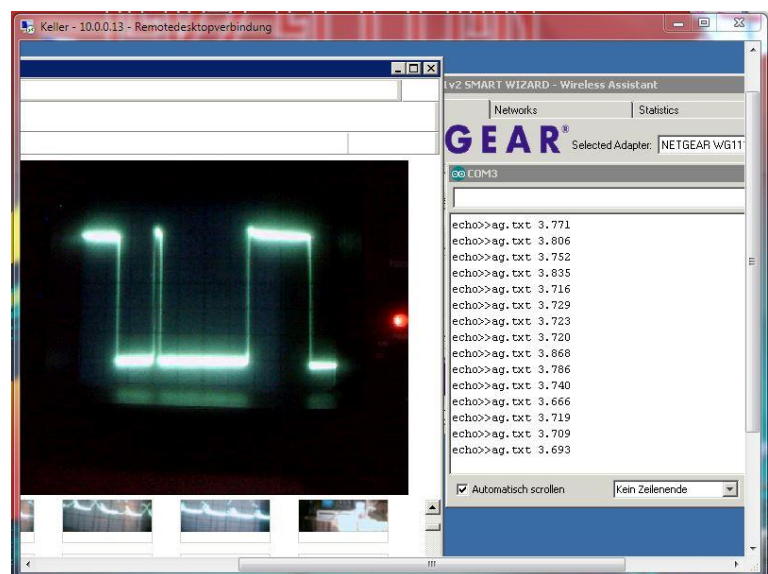 Keller - 10.0.0.13 - Remotedesktopverbindung
1v2 SMART WIZARD - Wireless Assistant
Networks
Statistics
GEAR®
Selected Adapter:
NETGEAR WG11
COM3
echo>>ag.txt 3.771
echo>>ag.txt 3.806
echo>>ag.txt 3.752
echo>>ag.txt 3.835
echo>>ag.txt 3.716
echo>>ag.txt 3.729
echo>>ag.txt 3.723
echo>>ag.txt 3.720
echo>>ag.txt 3.868
echo>>ag.txt 3.786
echo>>ag.txt 3.740
echo>>ag.txt 3.666
echo>>ag.txt 3.719
echo>>ag.txt 3.709
echo>>ag.txt 3.693
Automatisch scrollen
Kein Zeilenende